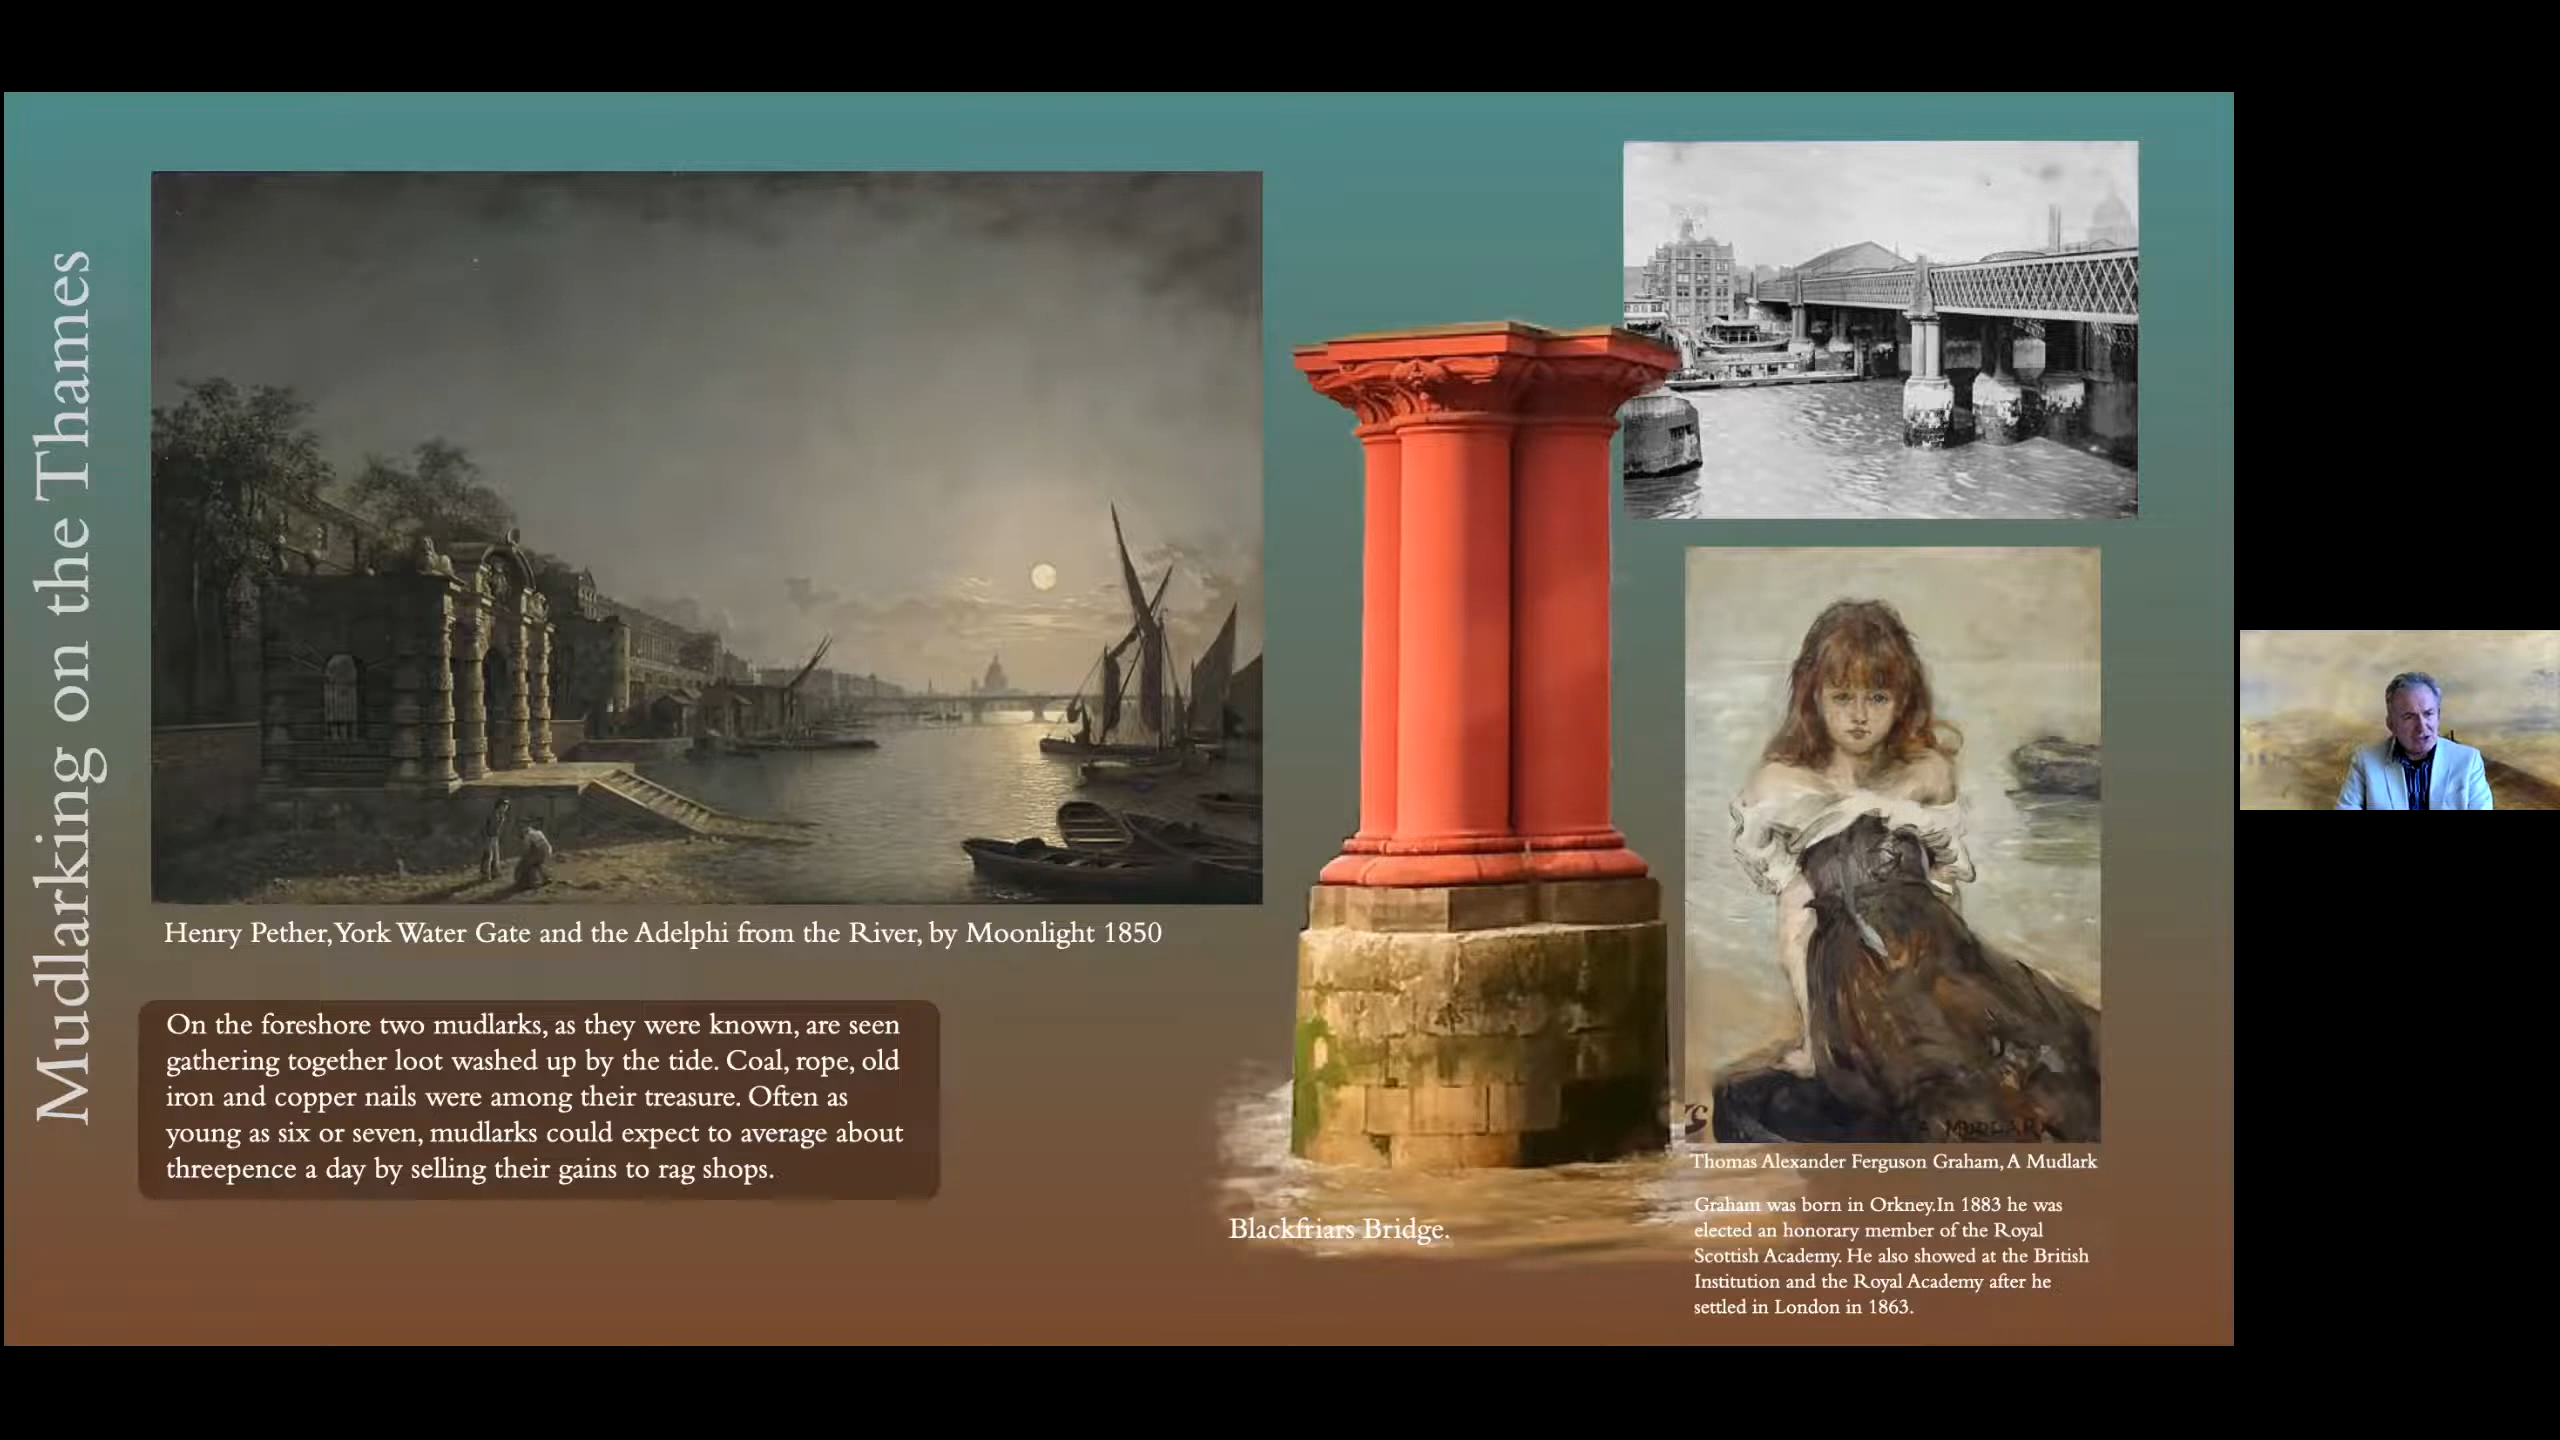 Mudlarking on the Thames
Henry Pether, York Water Gate and the Adelphi from the River, by Moonlight 1850
On the foreshore two mudlarks, as they were known, are seen
gathering together loot washed up by the tide. Coal, rope, old
iron and copper nails were among their treasure. Often as
young as six or seven, mudlarks could expect to average about
threepence a day by selling their gains to rag shops.
Blackfriars Bridge.
A MUDLARK
Thomas Alexander Ferguson Graham, A Mudlark
Graham was born in Orkney.In 1883 he was
elected an honorary member of the Royal
Scottish Academy. He also showed at the British
Institution and the Royal Academy after he
settled in London in 1863.